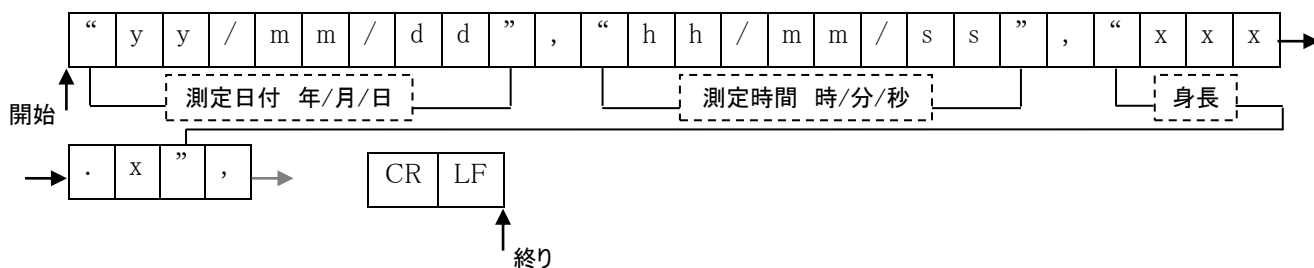 “ y y / m m / d d ” , “ h h / m m / s s ” , “ x x x
測定日付 年/月/日 測定時間 時/分/秒 身長
開始
. x ” , CR LF
終り